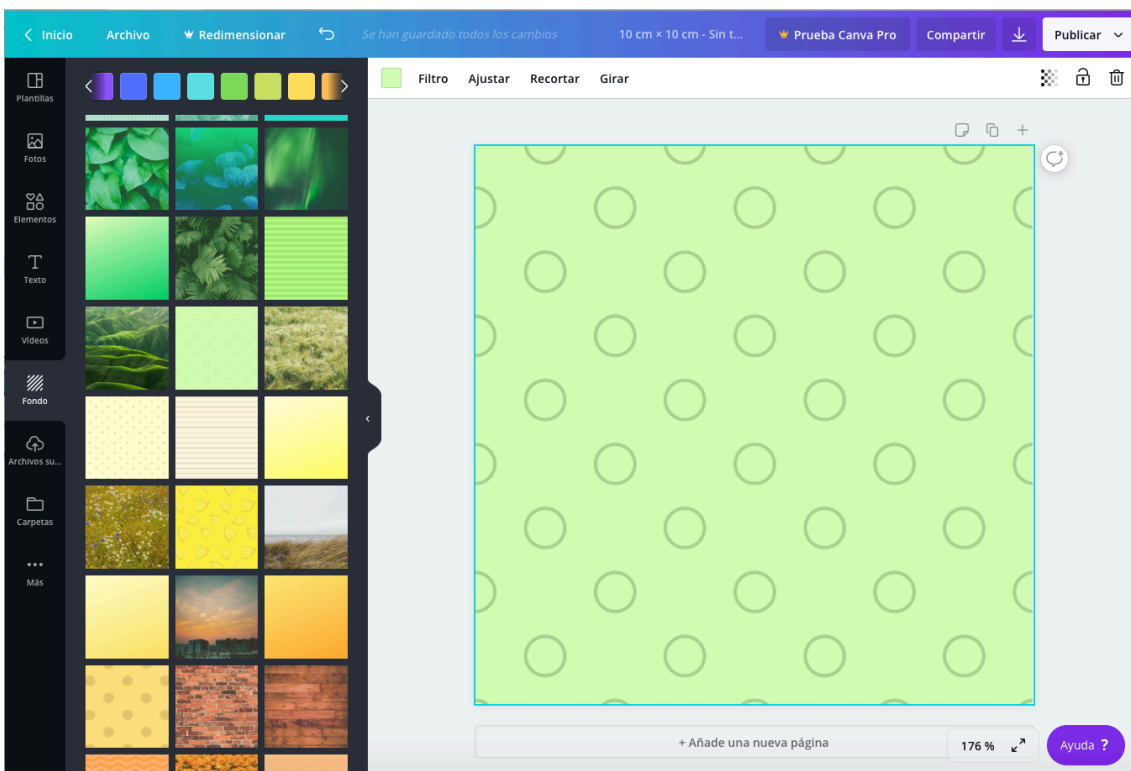 Inicio
Archivo
Redimensionar
Se han guardado todos los cambios
10 cm × 10 cm - Sin t...
Prueba Canva Pro
Compartir
Publicar
Filtro
Ajustar
Recortar
Girar
Plantillas
Fotos
Elementos
Texto
Vídeos
Fondo
Archivos su...
Carpetas
Más
+ Añade una nueva página
176 %
Ayuda ?